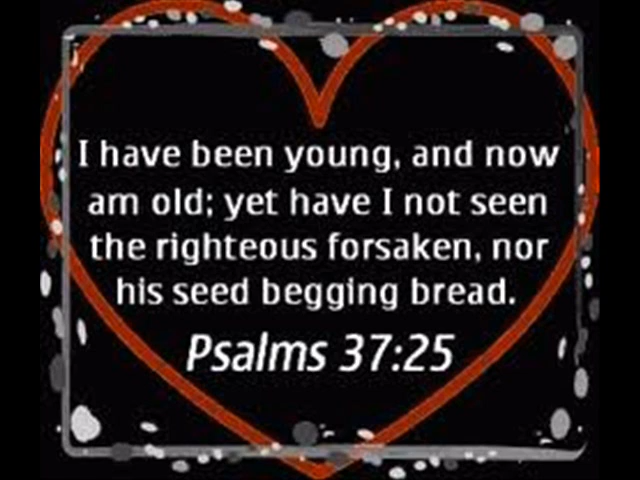 I have been young, and now
am old; yet have I not seen
the righteous forsaken, nor
his seed begging bread.
Psalms 37:25